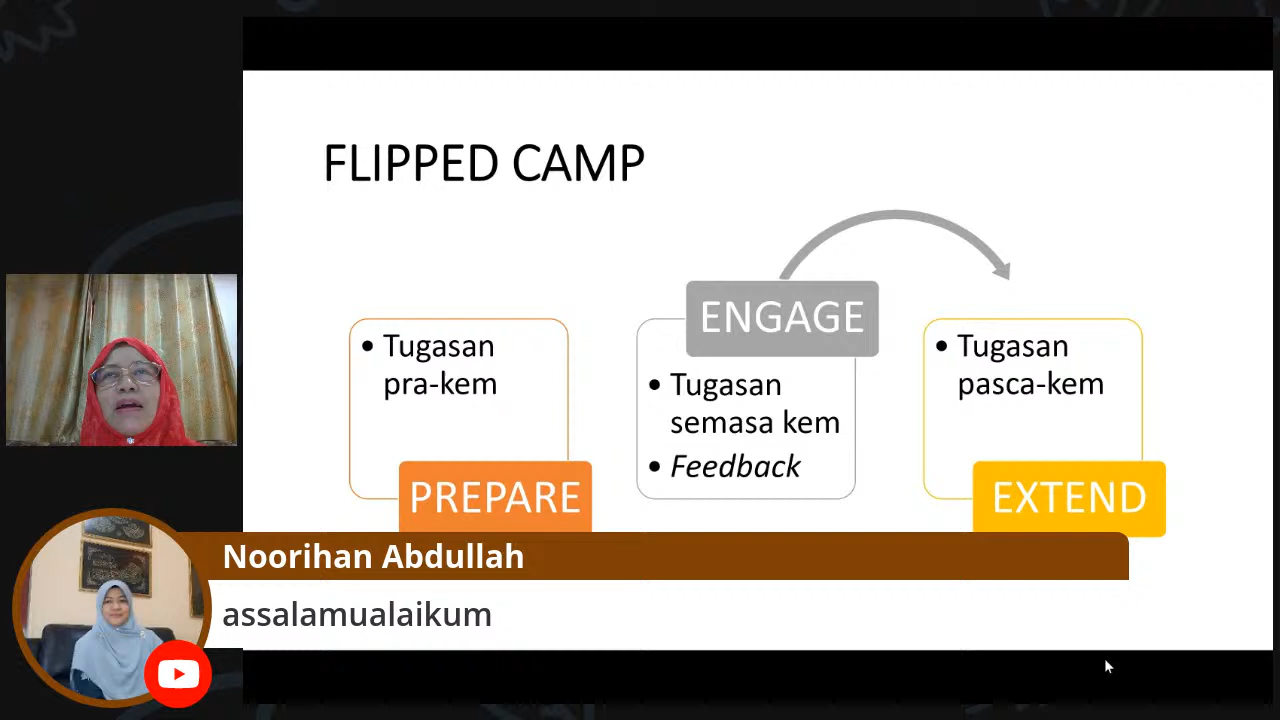 FLIPPED CAMP
• Tugasan
pra-kem
PREPARE
ENGAGE
• Tugasan
semasa kem
• Feedback
• Tugasan
pasca-kem
EXTEND
Noorihan Abdullah
assalamualaikum